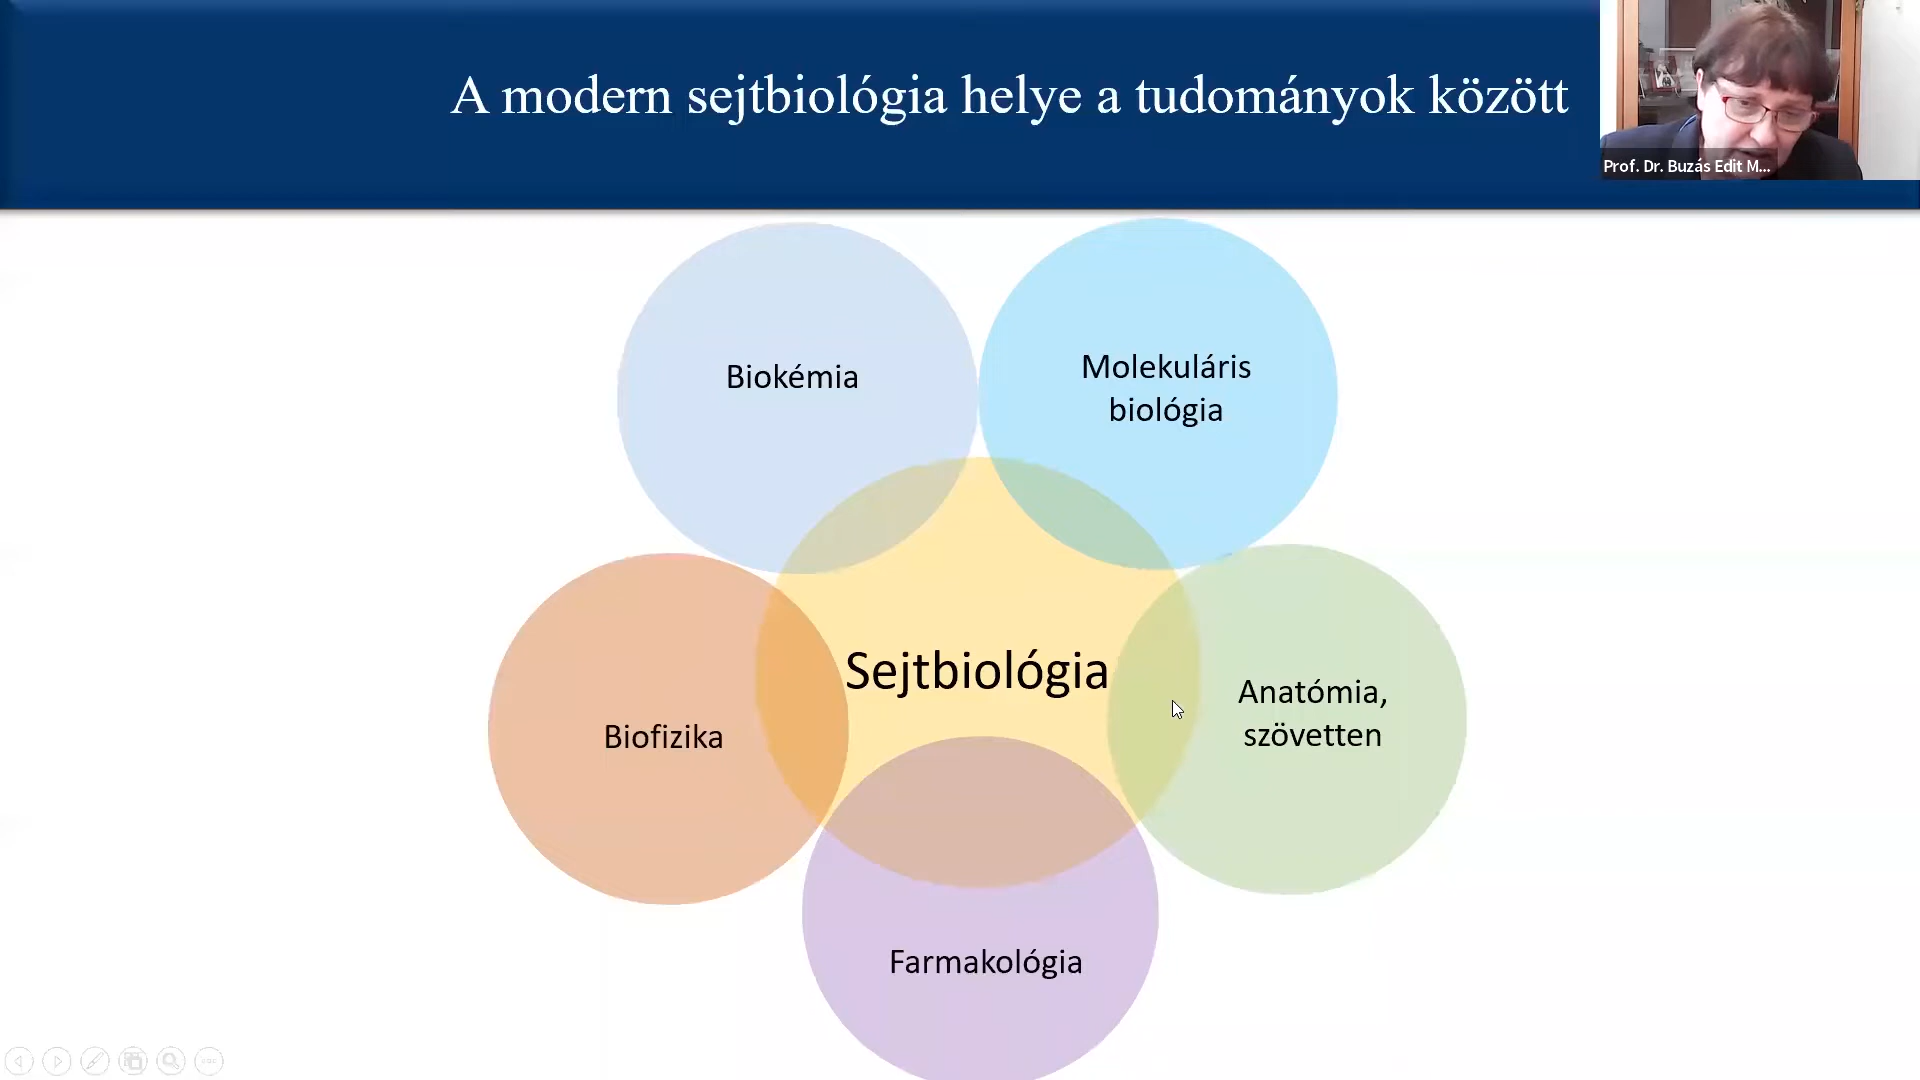 A modern sejtbiológia helye a tudományok között
Prof. Dr. Buzás Edit M...
Biokémia
Molekuláris
biológia
Sejtbiológia
Anatómia,
szövetten
Biofizika
Farmakológia